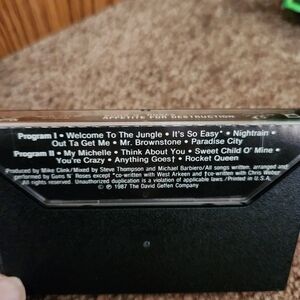 APPETITE FOR DESTRUCTION
Program I • Welcome To The Jungle • It's So Easy* • Nightrain •
Out Ta Get Me • Mr. Brownstone • Paradise City
Program II • My Michelle • Think About You • Sweet Child O' Mine •
You're Crazy • Anything Goes† • Rocket Queen
Produced by Mike Clink/Mixed by Steve Thompson and Michael Barbiero/All songs written, arranged and
performed by Guns N' Roses except *co-written with West Arkeen and †co-written with Chris Weber
Ⓟ 1987 Unauthorized duplication is a violation of applicable laws./Printed in U.S.A.
© 1987 The David Geffen Company